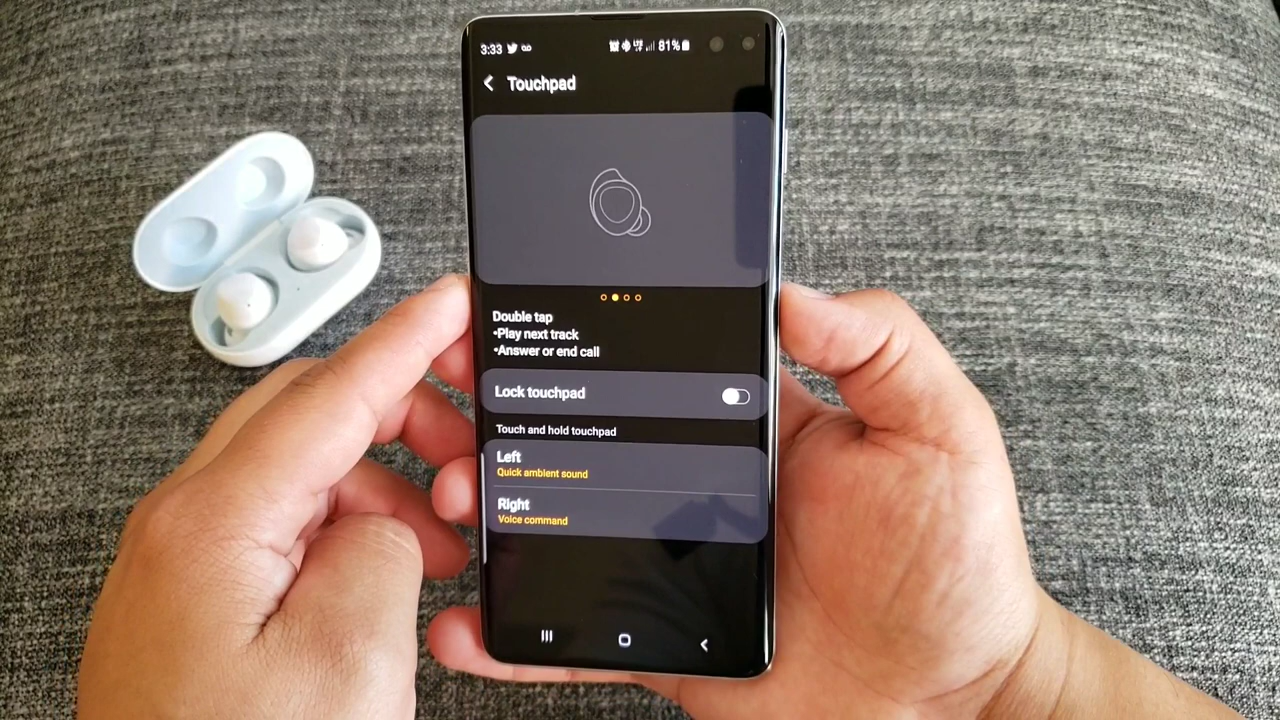 3:33
LTE 81%
Touchpad
Double tap
•Play next track
•Answer or end call
Lock touchpad
Touch and hold touchpad
Left
Quick ambient sound
Right
Voice command